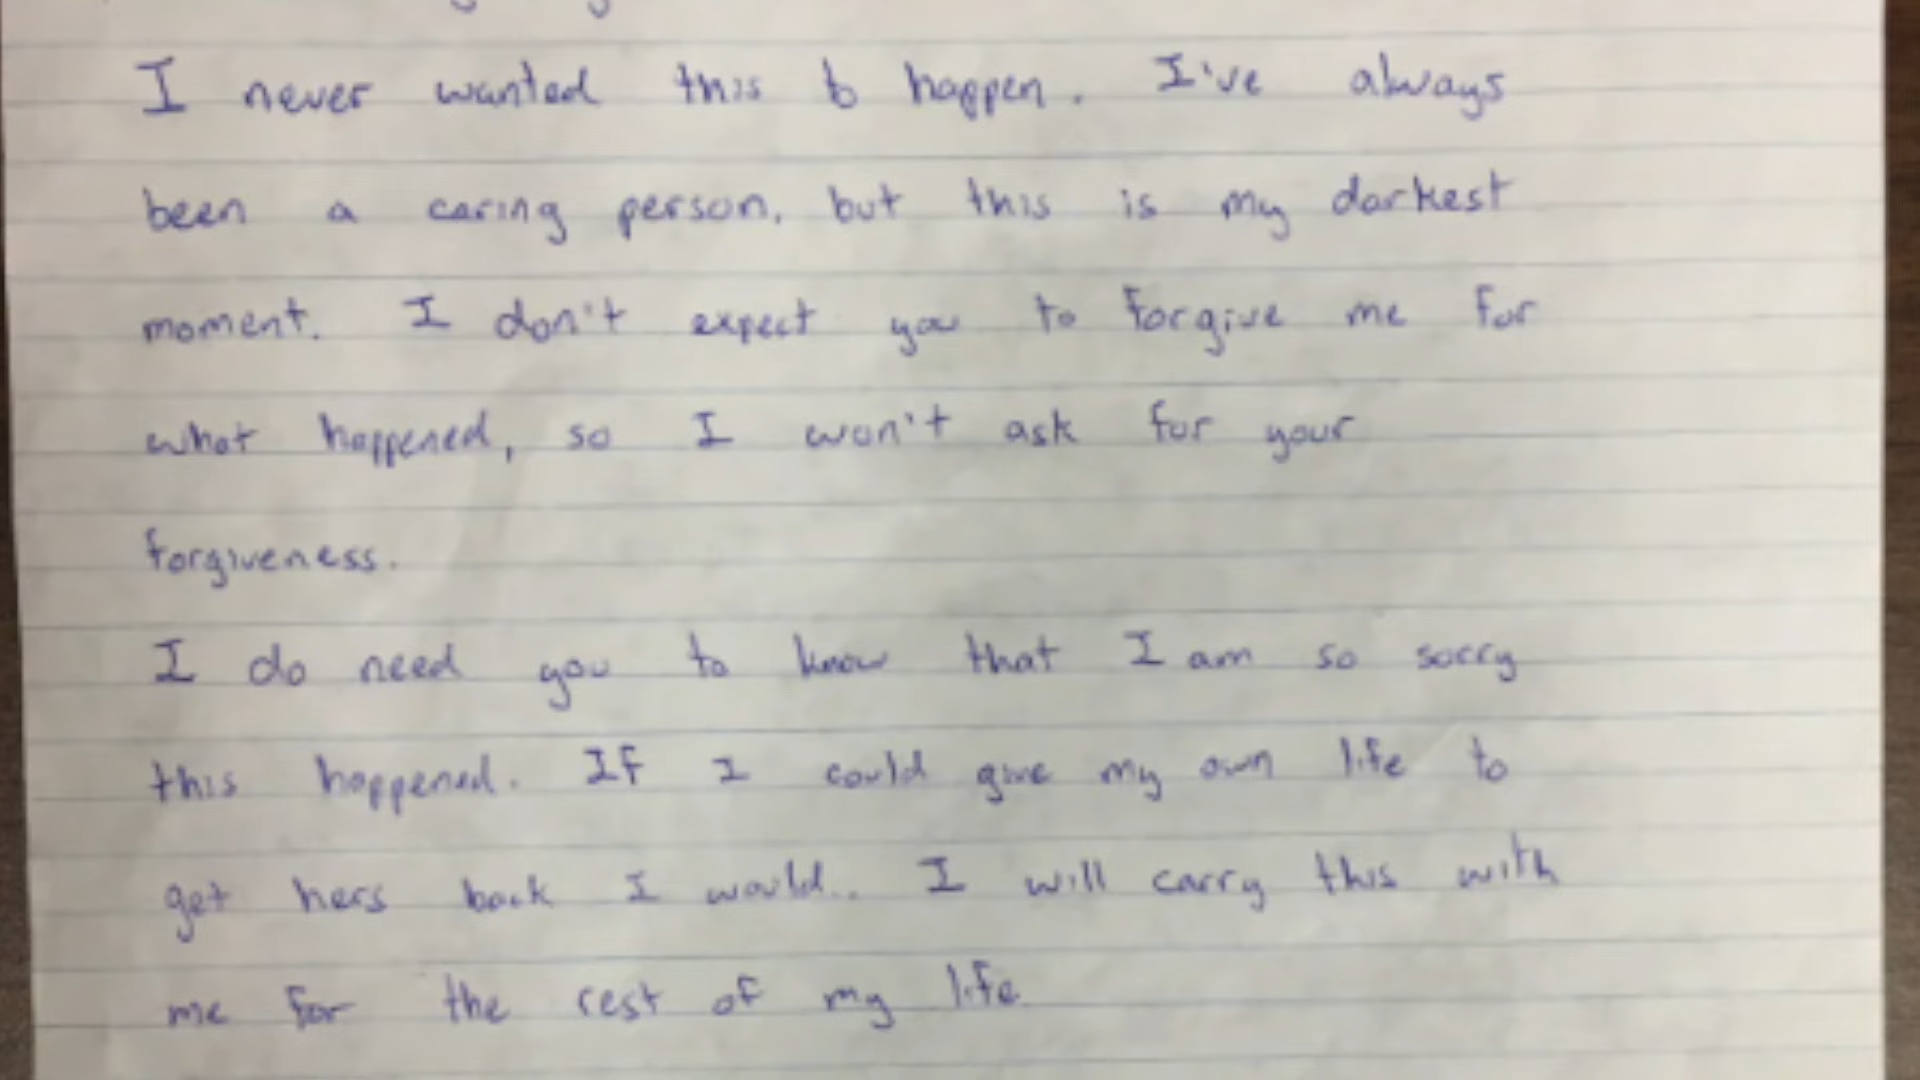 I never wanted this to happen. I've always
been a caring person, but this is my darkest
moment. I don't expect you to forgive me for
what happened, so I won't ask for your
forgiveness.
I do need you to know that I am so sorry
this happened. If I could give my own life to
get hers back I would.. I will carry this with
me for the rest of my life